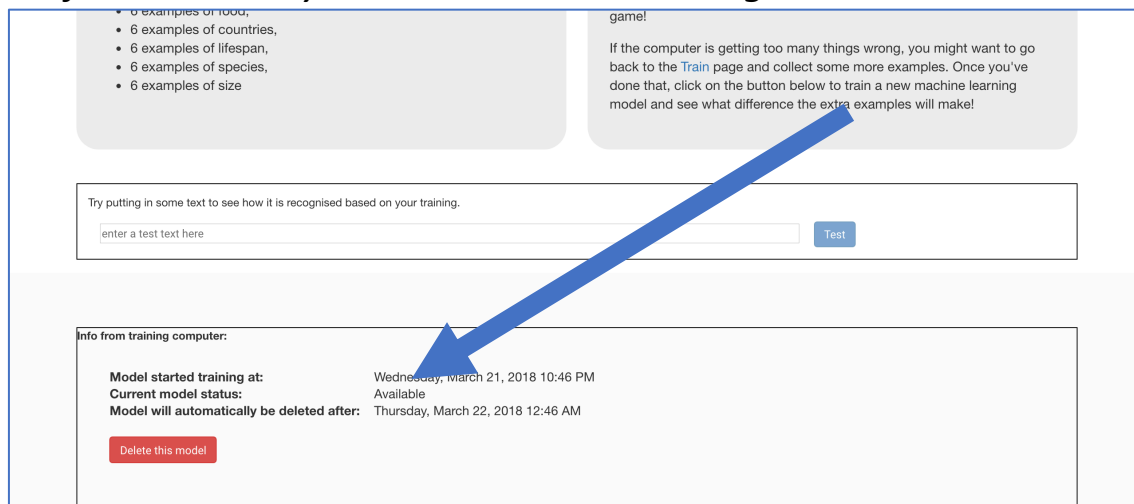 6 examples of food,
6 examples of countries,
6 examples of lifespan,
6 examples of species,
6 examples of size
game!
If the computer is getting too many things wrong, you might want to go
back to the Train page and collect some more examples. Once you've
done that, click on the button below to train a new machine learning
model and see what difference the extra examples will make!
Try putting in some text to see how it is recognised based on your training.
enter a test text here
Test
Info from training computer:
Model started training at: Wednesday, March 21, 2018 10:46 PM
Current model status: Available
Model will automatically be deleted after: Thursday, March 22, 2018 12:46 AM
Delete this model